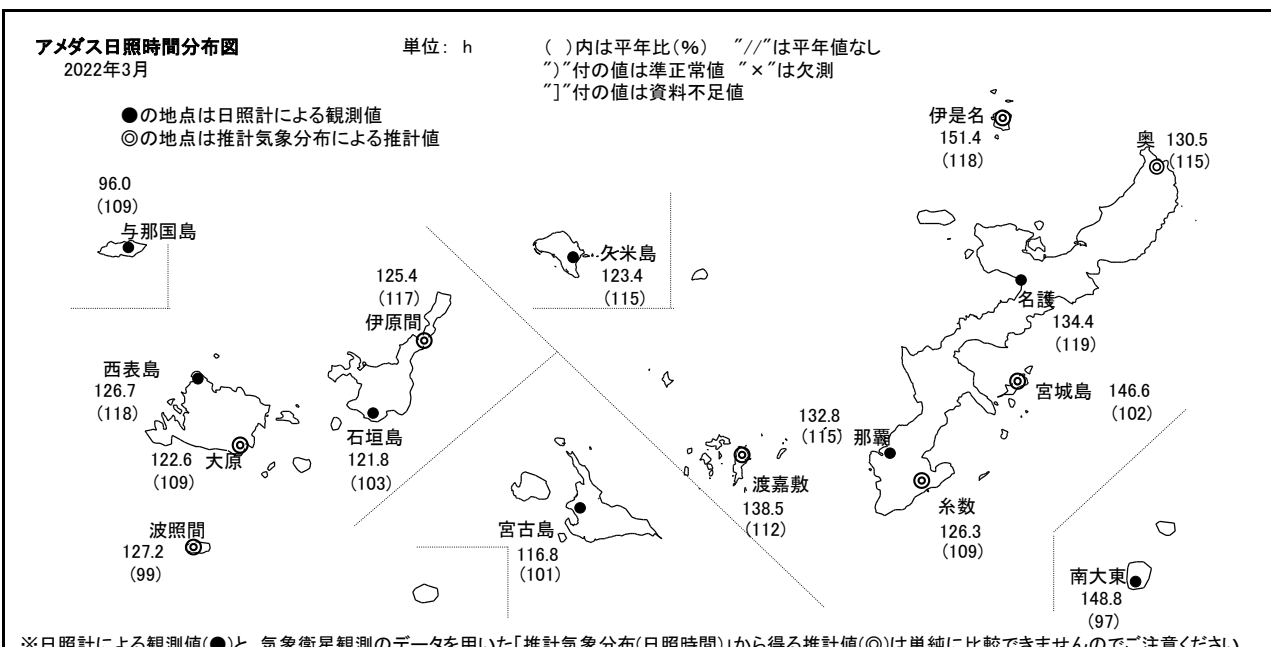 アメダス日照時間分布図 単位: h ( )内は平年比(%) "//"は平年値なし
2022年3月 ")"付の値は準正常値 "×"は欠測
"]"付の値は資料不足値
●の地点は日照計による観測値
◎の地点は推計気象分布による推計値
伊是名
151.4
(118)
奥 130.5
(115)
96.0
(109)
与那国島
久米島
123.4
(115)
125.4
(117)
伊原間
名護
134.4
(119)
西表島
126.7
(118)
宮城島 146.6
(102)
石垣島
121.8
(103)
132.8
(115) 那覇
122.6 大原
(109)
渡嘉敷
138.5
(112)
糸数
126.3
(109)
波照間
127.2
(99)
宮古島
116.8
(101)
南大東
148.8
(97)
※日照計による観測値(●)と、気象衛星観測のデータを用いた「推計気象分布(日照時間)」から得る推計値(◎)は単純に比較できませんのでご注意ください